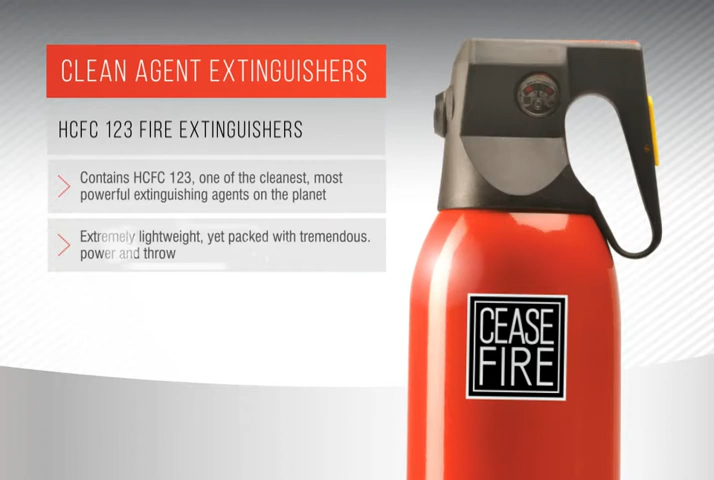 CLEAN AGENT EXTINGUISHERS
HCFC 123 FIRE EXTINGUISHERS
Contains HCFC 123, one of the cleanest, most
powerful extinguishing agents on the planet
Extremely lightweight, yet packed with tremendous.
power and throw
CEASE
FIRE